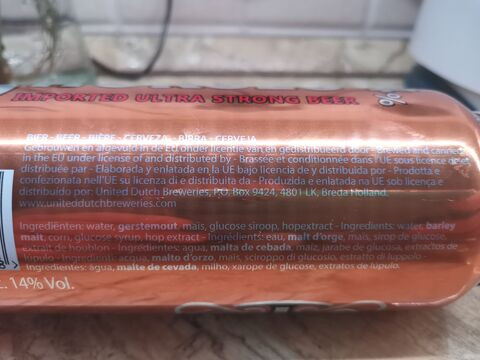 IMPORTED ULTRA STRONG BEER
%
BIER - BEER - BIÈRE - CERVEZA - BIRRA - CERVEJA
Gebrouwen en afgevuld in de EU onder licentie van en gedistribueerd door - Brewed and canned
in the EU under license of and distributed by - Brassée et conditionnée dans l'UE sous licence de et
distribuée par - Elaborada y enlatada en la UE bajo licencia de y distribuida por - Prodotta e
confezionata nell'UE su licenza di e distribuita da - Produzida e enlatada na UE sob licença e
distribuído por: United Dutch Breweries, P.O. Box 9424, 4801 LK, Breda Holland.
www.uniteddutchbreweries.com
Ingrediënten: water, gerstemout, mais, glucose siroop, hopextract - Ingredients: water, barley
malt, corn, glucose syrup, hop extract - Ingrédients: eau, malt d'orge, mais, sirop de glucose,
extrait de houblon - Ingredientes: agua, malta de cebada, maíz, jarabe de glucosa, extractos de
lúpulo - Ingredienti: acqua, malto d'orzo, mais, sciroppo di glucosio, estratto di luppolo -
Ingredientes: água, malte de cevada, milho, xarope de glucose, extratos de lúpulo.
. 14% Vol.